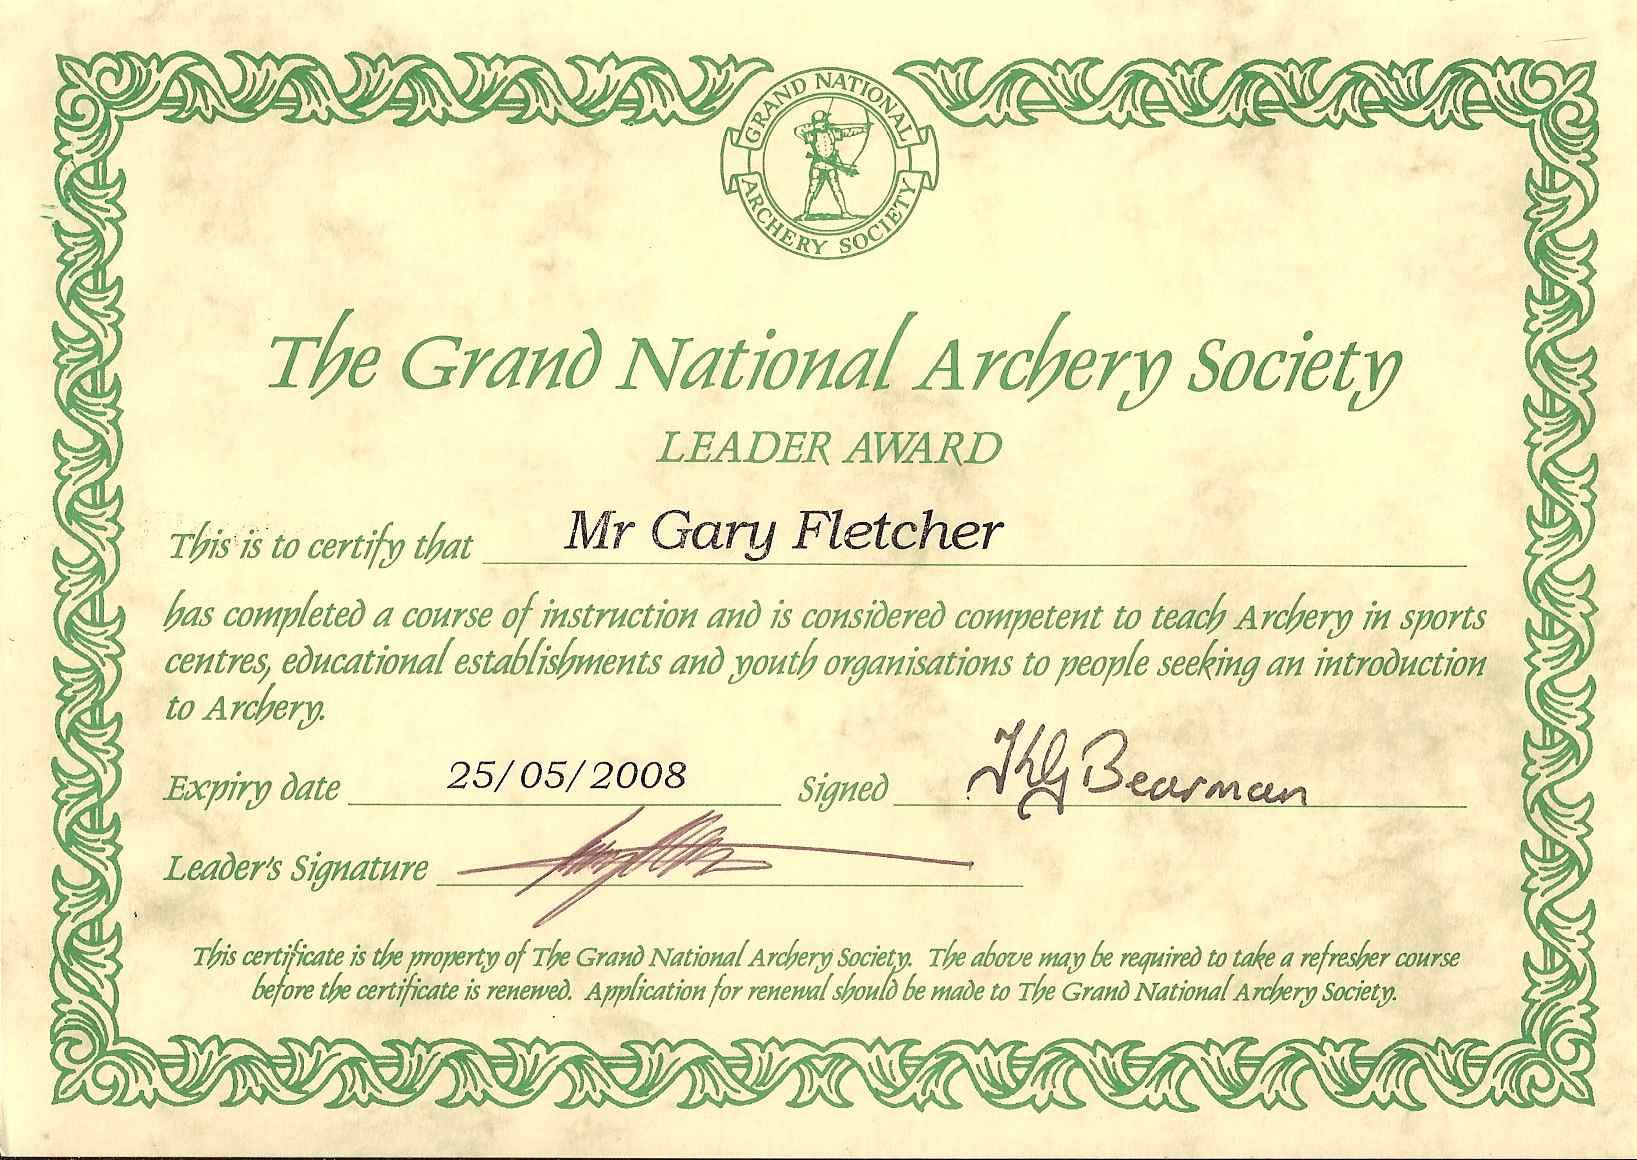 GRAND NATIONAL
ARCHERY SOCIETY
The Grand National Archery Society
LEADER AWARD
This is to certify that Mr Gary Fletcher
has completed a course of instruction and is considered competent to teach Archery in sports
centres, educational establishments and youth organisations to people seeking an introduction
to Archery.
Expiry date 25/05/2008 Signed Bearman
Leader's Signature
This certificate is the property of The Grand National Archery Society. The above may be required to take a refresher course
before the certificate is renewed. Application for renewal should be made to The Grand National Archery Society.